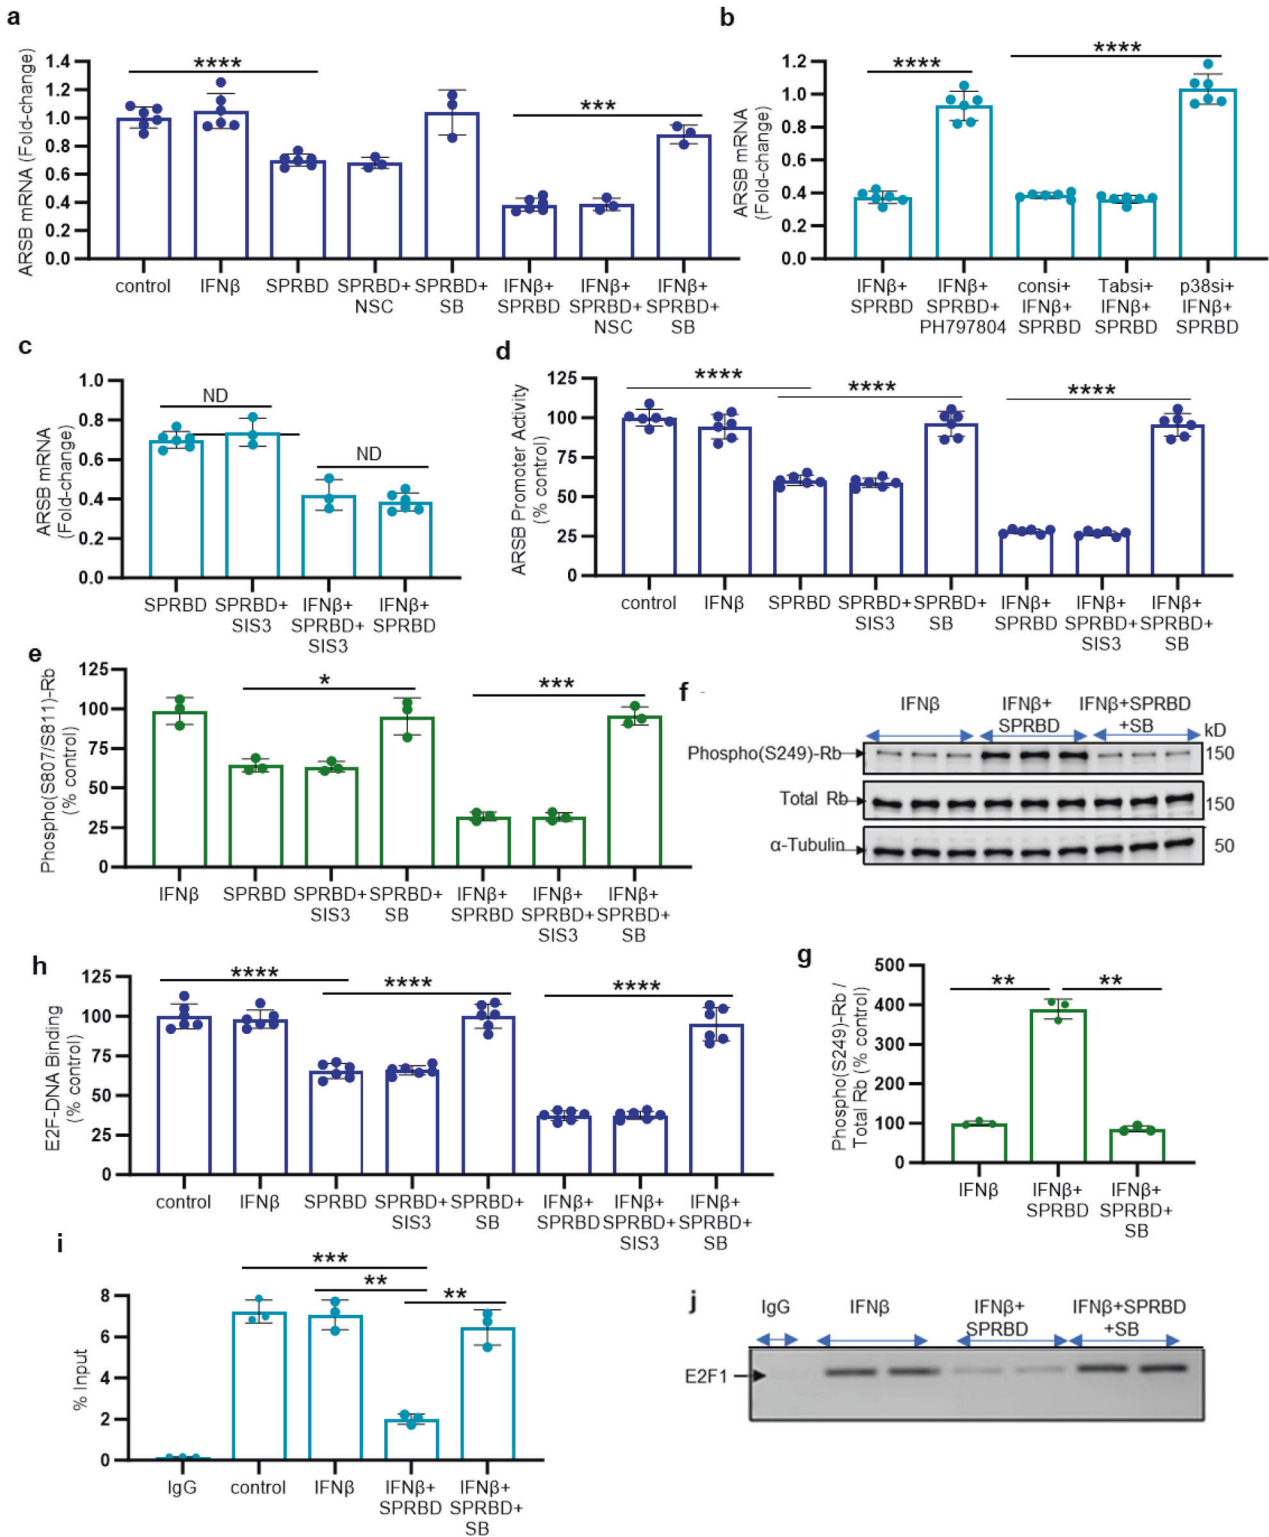 a
ARSB mRNA (Fold-change)
1.4
1.2
1.0
0.8
0.6
0.4
0.2
0.0
****
***
control IFNβ SPRBD SPRBD+ SPRBD+ IFNβ+ IFNβ+ IFNβ+
NSC SB SPRBD SPRBD+ SPRBD+
NSC SB
b
ARSB mRNA
(Fold-change)
1.2
1.0
0.8
0.6
0.4
0.2
0.0
****
****
IFNβ+ IFNβ+ consi+ Tabsi+ p38si+
SPRBD SPRBD+ IFNβ+ IFNβ+ IFNβ+
PH797804 SPRBD SPRBD SPRBD
c
ARSB mRNA
(Fold-change)
1.0
0.8
0.6
0.4
0.2
0.0
ND
ND
SPRBD SPRBD+ IFNβ+ IFNβ+
SIS3 SPRBD+ SPRBD
SIS3
d
ARSB Promoter Activity
(% control)
125
100
75
50
25
0
****
****
****
control IFNβ SPRBD SPRBD+ SPRBD+ IFNβ+ IFNβ+ IFNβ+
SIS3 SB SPRBD SPRBD+ SPRBD+
SIS3 SB
e
Phospho(S807/S811)-Rb
(% control)
125
100
75
50
25
0
*
***
IFNβ SPRBD SPRBD+ SPRBD+ IFNβ+ IFNβ+ IFNβ+
SIS3 SB SPRBD SPRBD+ SPRBD+
SIS3 SB
f
IFNβ IFNβ+ IFNβ+SPRBD
SPRBD +SB kD
Phospho(S249)-Rb 150
Total Rb 150
α-Tubulin 50
h
E2F-DNA Binding
(% control)
125
100
75
50
25
0
****
****
****
control IFNβ SPRBD SPRBD+ SPRBD+ IFNβ+ IFNβ+ IFNβ+
SIS3 SB SPRBD SPRBD+ SPRBD+
SIS3 SB
g
Phospho(S249)-Rb /
Total Rb (% control)
500
400
300
200
100
0
**
**
IFNβ IFNβ+ IFNβ+
SPRBD SPRBD+
SB
i
% Input
8
6
4
2
0
***
**
**
IgG control IFNβ IFNβ+ IFNβ+
SPRBD SPRBD+
SB
j
IgG IFNβ IFNβ+ IFNβ+SPRBD
SPRBD +SB
E2F1